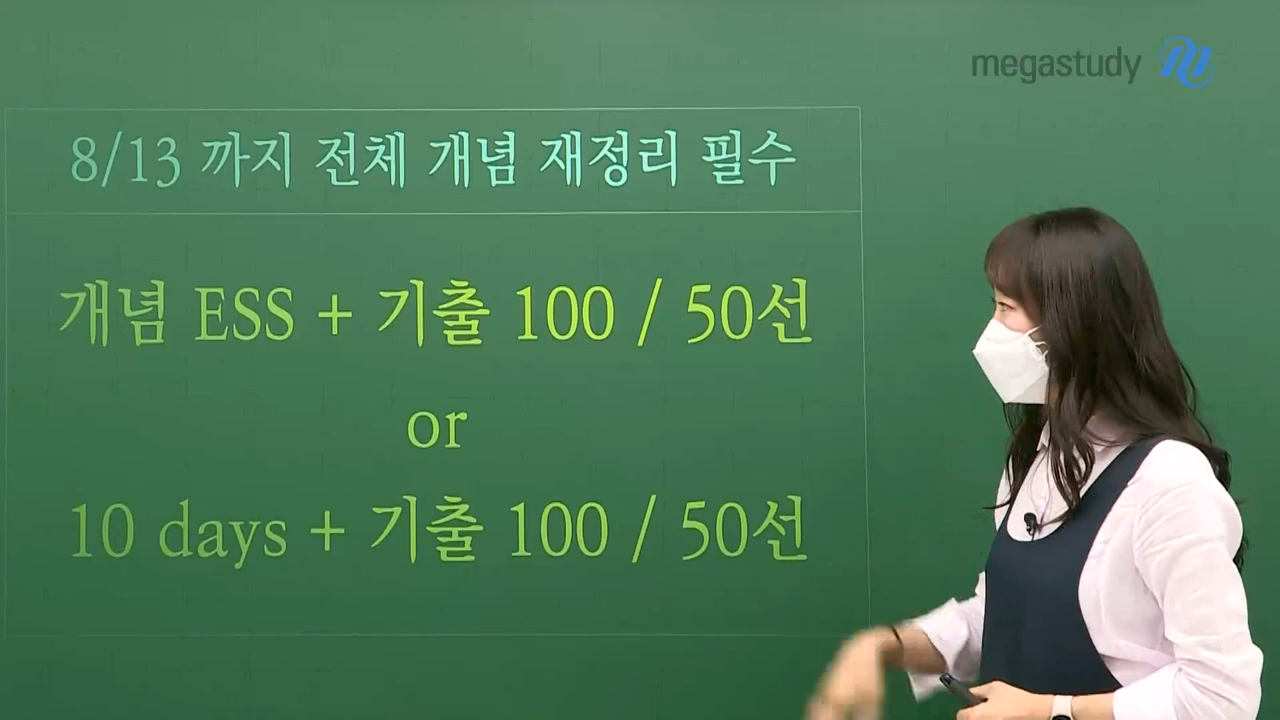 megastudy
8/13 까지 전체 개념 재정리 필수
개념 ESS + 기출 100 / 50선
or
10 days + 기출 100 / 50선